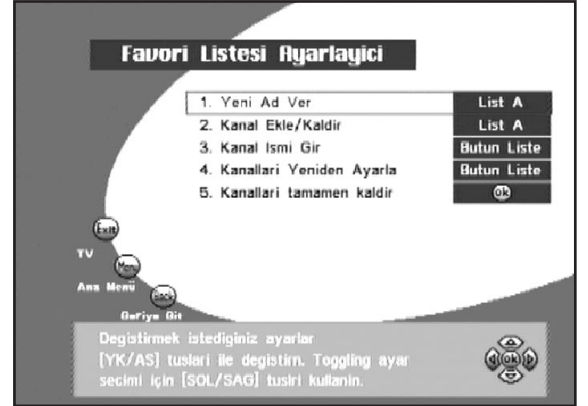 Favori Listesi Ayarlayici
1. Yeni Ad Ver List A
2. Kanal Ekle/Kaldir List A
3. Kanal Ismi Gir Butun Liste
4. Kanallari Yeniden Ayarla Butun Liste
5. Kanallari tamamen kaldir Ok
Exit
TV
Menu
Ana Menü
Back
Geriye Git
Degistirmek istediginiz ayarlar
[YK/AS] tuslari ile degistirn. Toggling ayar
secimi için [SOL/SAG] tuslri kullanin.
Ok